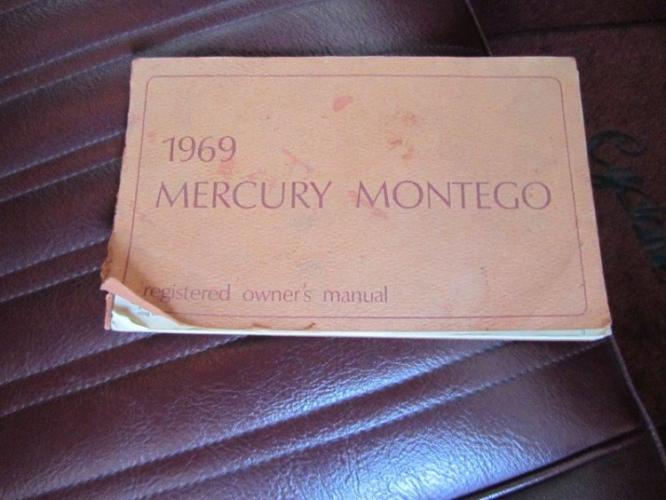 1969
MERCURY MONTEGO
registered owner's manual